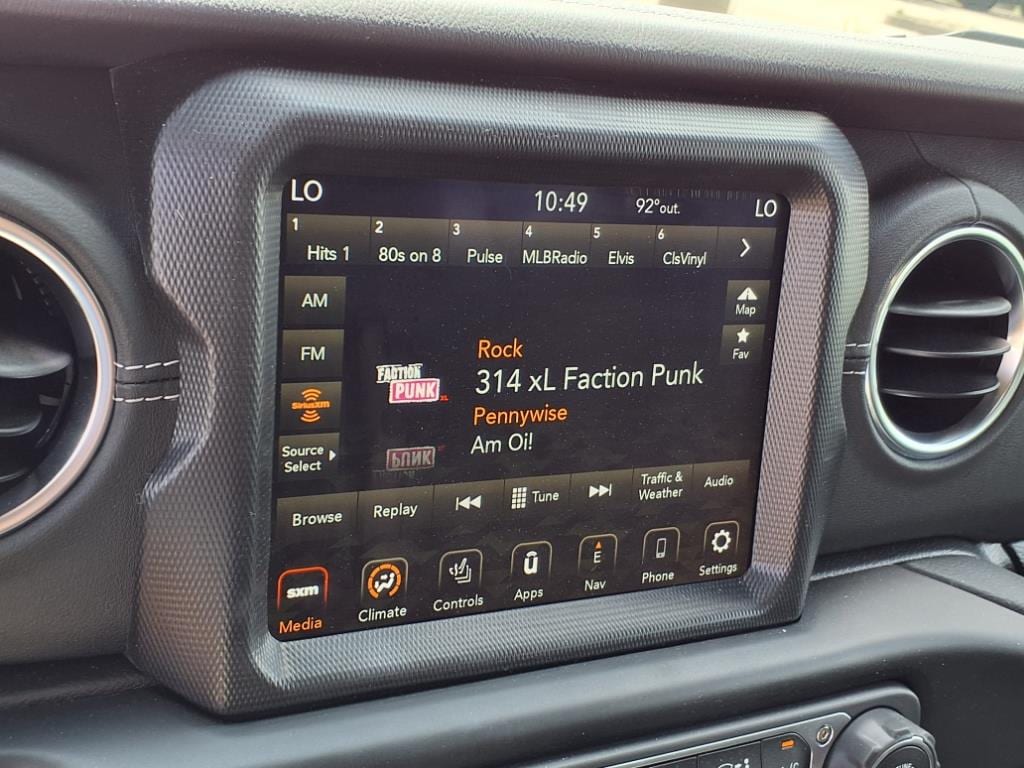 LO 10:49 92°out. LO
1 Hits 1
2 80s on 8
3 Pulse
4 MLBRadio
5 Elvis
6 ClsVinyl
AM
FM
SiriusXM
Source
Select
Map
Fav
FACTION
PUNK
XL
Rock
314 xL Faction Punk
Pennywise
Am Oi!
Browse
Replay
Tune
Traffic &
Weather
Audio
sxm
Media
Climate
Controls
Apps
E
Nav
Phone
Settings
A/C